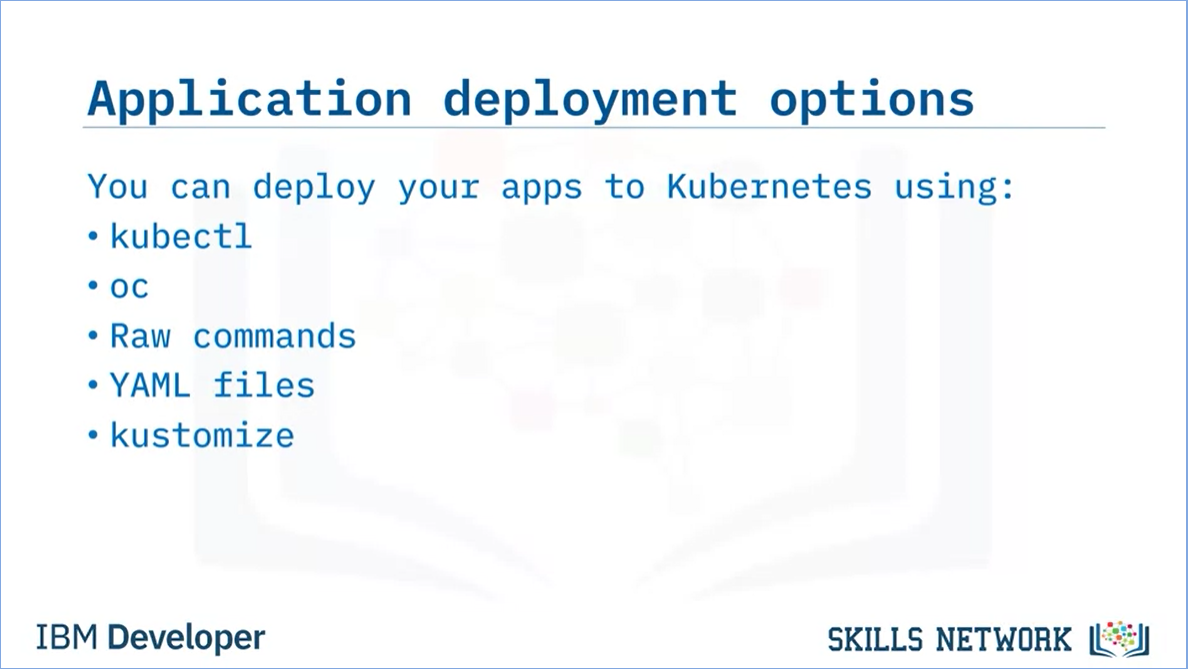 Application deployment options
You can deploy your apps to Kubernetes using:
• kubectl
• oc
• Raw commands
• YAML files
• kustomize
IBM Developer
SKILLS NETWORK